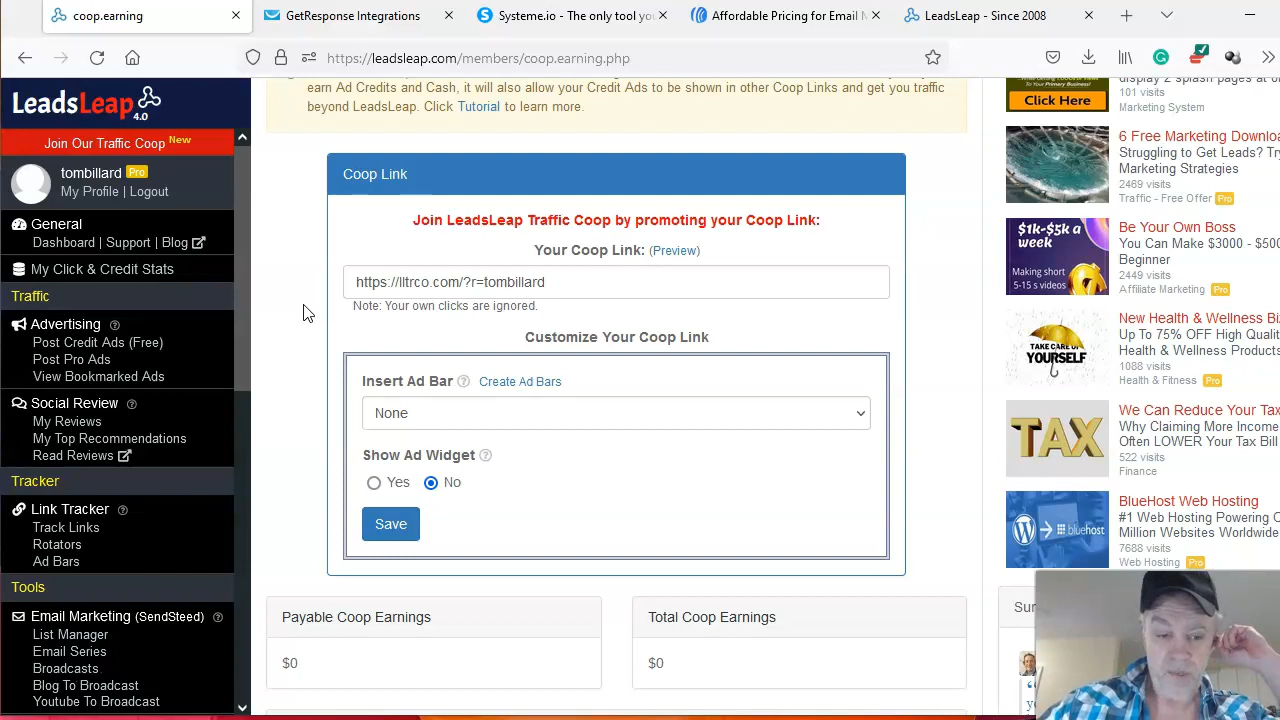 coop.earning
GetResponse Integrations
Systeme.io - The only tool you
Affordable Pricing for Email M
LeadsLeap - Since 2008
https://leadsleap.com/members/coop.earning.php
LeadsLeap 4.0
Join Our Traffic Coop New
tombillard Pro
My Profile | Logout
General
Dashboard | Support | Blog
My Click & Credit Stats
Traffic
Advertising
Post Credit Ads (Free)
Post Pro Ads
View Bookmarked Ads
Social Review
My Reviews
My Top Recommendations
Read Reviews
Tracker
Link Tracker
Track Links
Rotators
Ad Bars
Tools
Email Marketing (SendSteed)
List Manager
Email Series
Broadcasts
Blog To Broadcast
Youtube To Broadcast
and Cash, it will also allow your Credit Ads to be shown in other Coop Links and get you traffic
beyond LeadsLeap. Click Tutorial to learn more.
Coop Link
Join LeadsLeap Traffic Coop by promoting your Coop Link:
Your Coop Link: (Preview)
https://lltrco.com/?r=tombillard
Note: Your own clicks are ignored.
Customize Your Coop Link
Insert Ad Bar Create Ad Bars
None
Show Ad Widget
Yes No
Save
Payable Coop Earnings
$0
Total Coop Earnings
$0
Click Here
display 2 splash pages at
101 visits
Marketing System
6 Free Marketing Downlo
Struggling to Get Leads? Try
Marketing Strategies
2469 visits
Traffic - Free Offer Pro
$1k-$5k a
week
Making short
5-15 s videos
Be Your Own Boss
You Can Make $3000 - $500
Beginner
2449 visits
Affiliate Marketing Pro
TAKE CARE OF
YOURSELF
New Health & Wellness Bi
Up To 75% OFF High Quali
Health & Wellness Products
1088 visits
Health & Fitness Pro
TAX
We Can Reduce Your Tax
Why Claiming More Income
Often LOWER Your Tax Bill
522 visits
Finance
bluehost
BlueHost Web Hosting
#1 Web Hosting Powering
Million Websites Worldwide
7688 visits
Web Hosting Pro
Sur